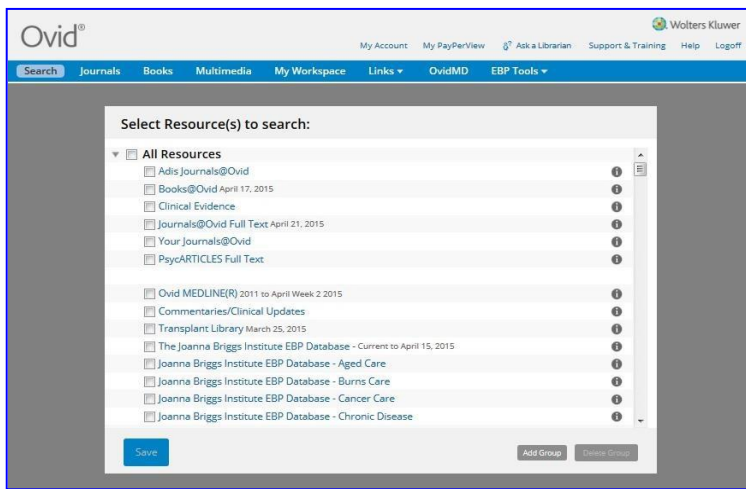 Ovid®
Wolters Kluwer
My Account My PayPerView Ask a Librarian Support & Training Help Logoff
Search Journals Books Multimedia My Workspace Links OvidMD EBP Tools
Select Resource(s) to search:
All Resources
Adis Journals@Ovid
Books@Ovid April 17, 2015
Clinical Evidence
Journals@Ovid Full Text April 21, 2015
Your Journals@Ovid
PsycARTICLES Full Text
Ovid MEDLINE(R) 2011 to April Week 2 2015
Commentaries/Clinical Updates
Transplant Library March 25, 2015
The Joanna Briggs Institute EBP Database - Current to April 15, 2015
Joanna Briggs Institute EBP Database - Aged Care
Joanna Briggs Institute EBP Database - Burns Care
Joanna Briggs Institute EBP Database - Cancer Care
Joanna Briggs Institute EBP Database - Chronic Disease
Save Add Group Delete Group